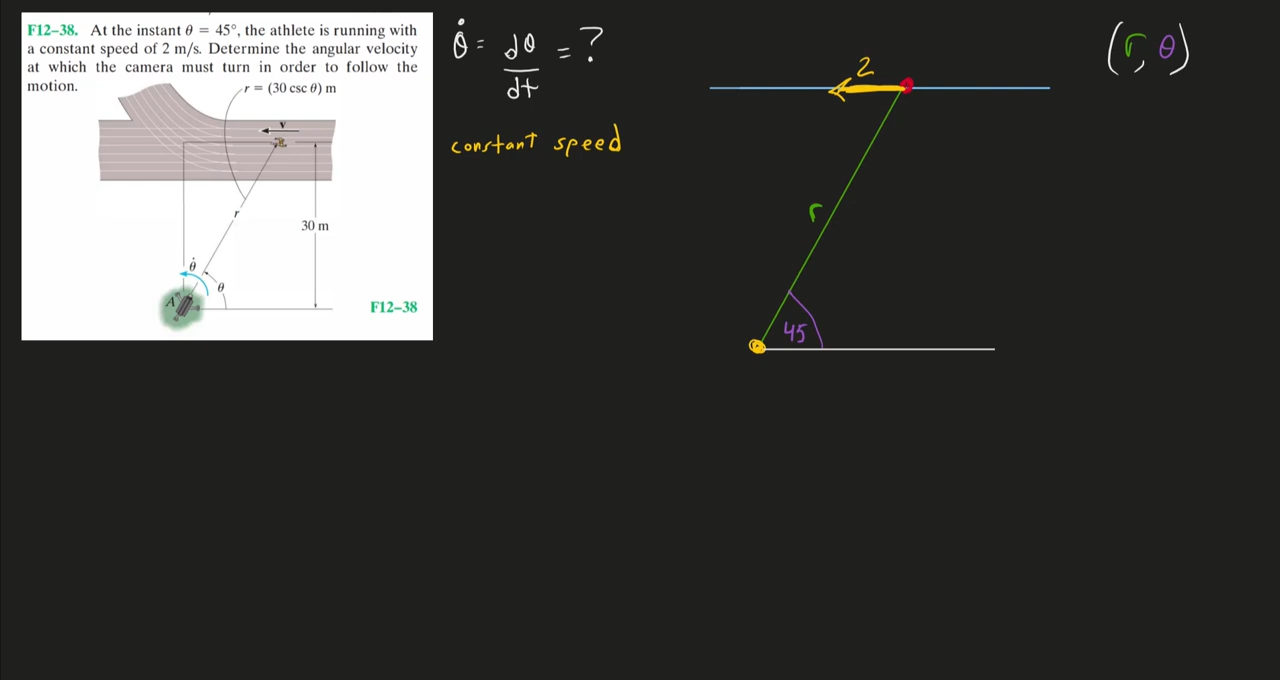 F12–38. At the instant θ = 45°, the athlete is running with
a constant speed of 2 m/s. Determine the angular velocity
at which the camera must turn in order to follow the
motion.
r = (30 csc θ) m
v
r
30 m
θ̇
θ
A
F12–38
θ̇ = dθ/dt = ?
constant speed
2
r
45
(r, θ)